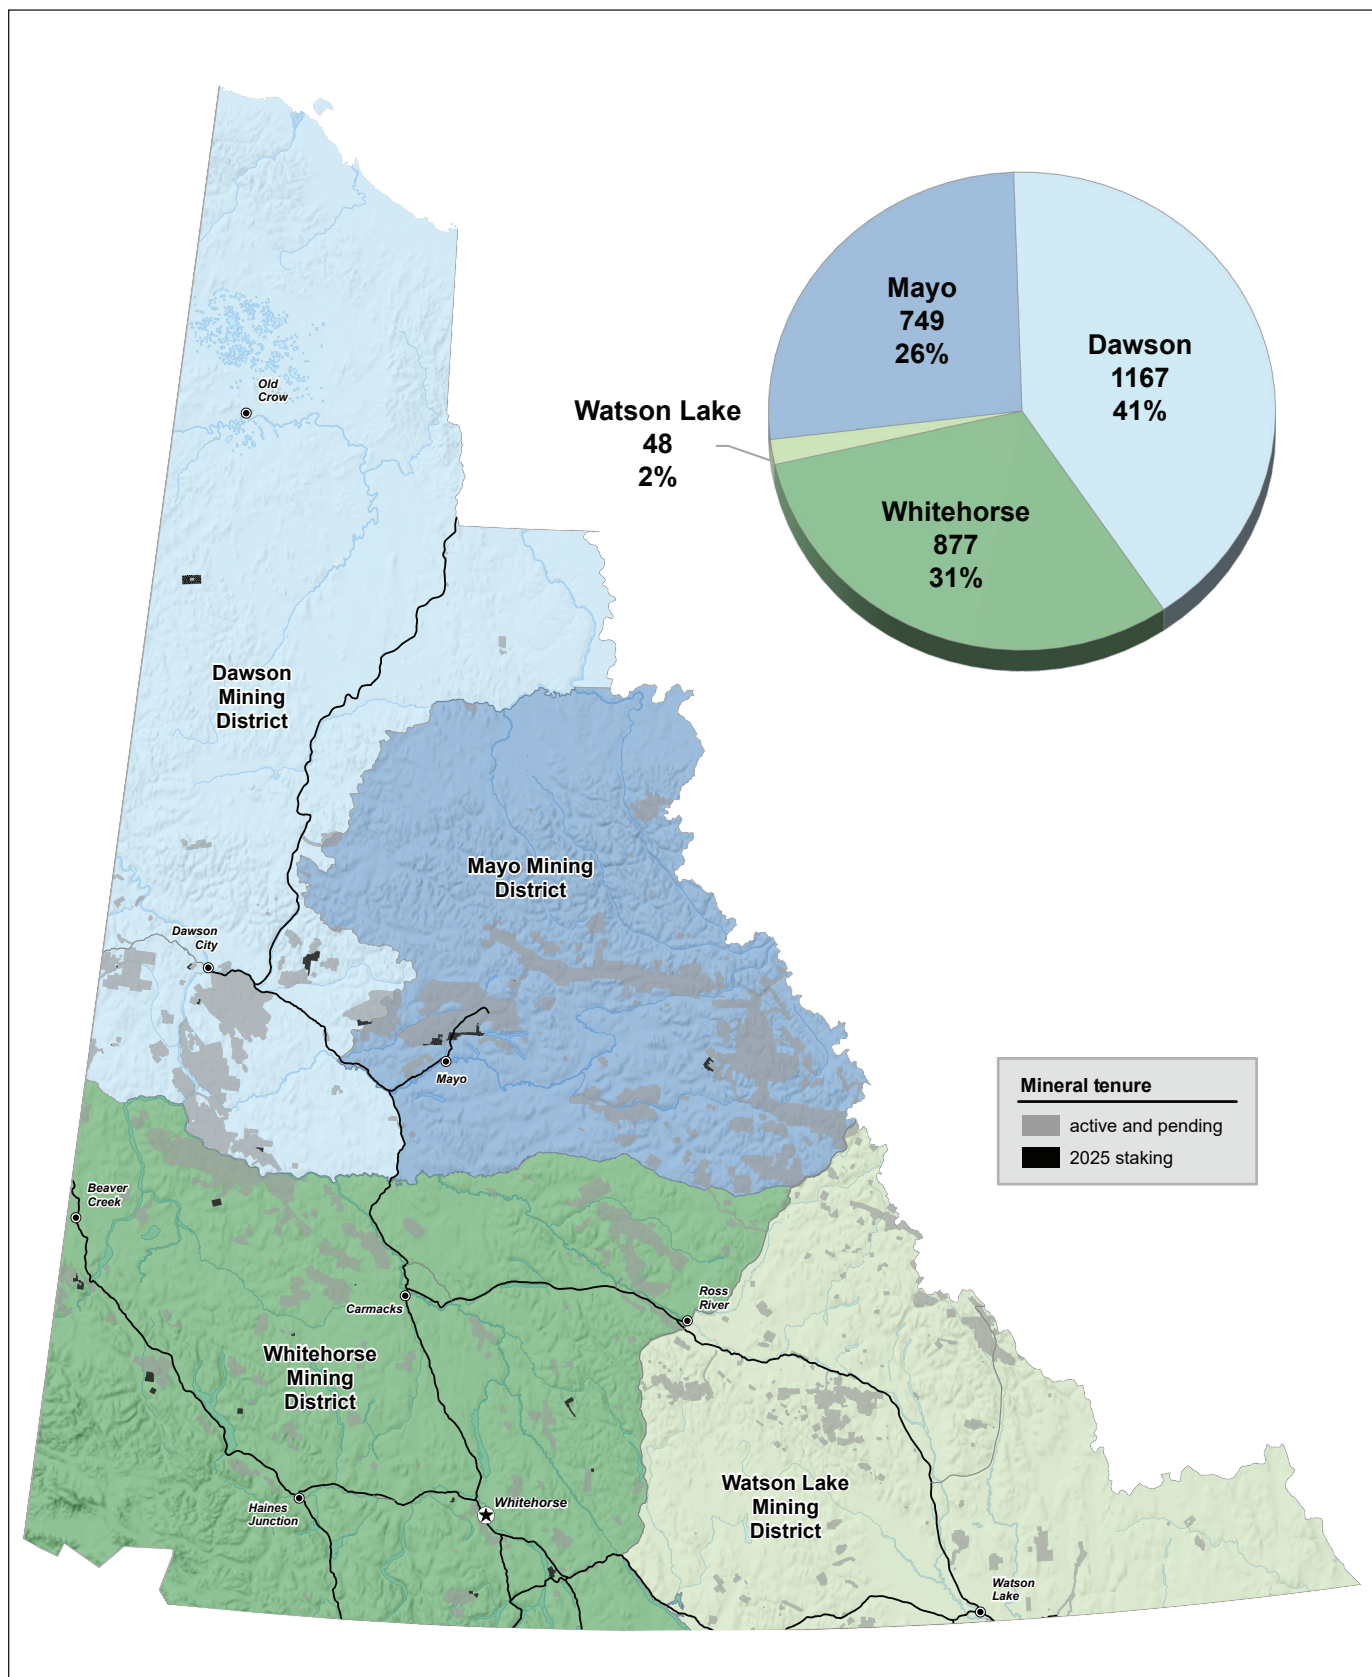 Mayo
749
26%
Dawson
1167
41%
Watson Lake
48
2%
Whitehorse
877
31%
Old
Crow
Dawson
Mining
District
Mayo Mining
District
Dawson
City
Mayo
Mineral tenure
active and pending
2025 staking
Beaver
Creek
Carmacks
Ross
River
Whitehorse
Mining
District
Watson Lake
Mining
District
Haines
Junction
Whitehorse
Watson
Lake